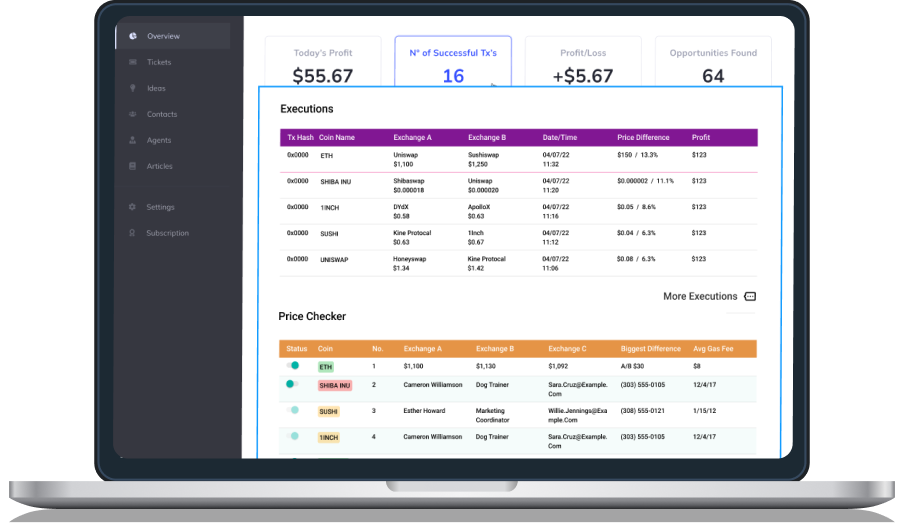 Overview
Tickets
Ideas
Contacts
Agents
Articles
Settings
Subscription
Today's Profit
$55.67
N° of Successful Tx's
16
Profit/Loss
+$5.67
Opportunities Found
64
Executions
Tx Hash Coin Name Exchange A Exchange B Date/Time Price Difference Profit
0x0000 ETH Uniswap Sushiswap 04/07/22 $150 / 13.3% $123
$1,100 $1,250 11:32
0x0000 SHIBA INU Shibaswap Uniswap 04/07/22 $0.000002 / 11.1% $123
$0.000018 $0.000020 11:20
0x0000 1INCH DYdX ApolloX 04/07/22 $0.05 / 8.6% $123
$0.58 $0.63 11:16
0x0000 SUSHI Kine Protocal 1Inch 04/07/22 $0.04 / 6.3% $123
$0.63 $0.67 11:12
0x0000 UNISWAP Honeyswap Kine Protocal 04/07/22 $0.08 / 6.3% $123
$1.34 $1.42 11:06
More Executions
Price Checker
Status Coin No. Exchange A Exchange B Exchange C Biggest Difference Avg Gas Fee
ETH 1 $1,100 $1,130 $1,092 A/B $30 $8
SHIBA INU 2 Cameron Williamson Dog Trainer Sara.Cruz@Example. (303) 555-0105 12/4/17
Com
SUSHI 3 Esther Howard Marketing Willie.Jennings@Exa (308) 555-0121 1/15/12
Coordinator mple.Com
1INCH 4 Cameron Williamson Dog Trainer Sara.Cruz@Example. (303) 555-0105 12/4/17
Com